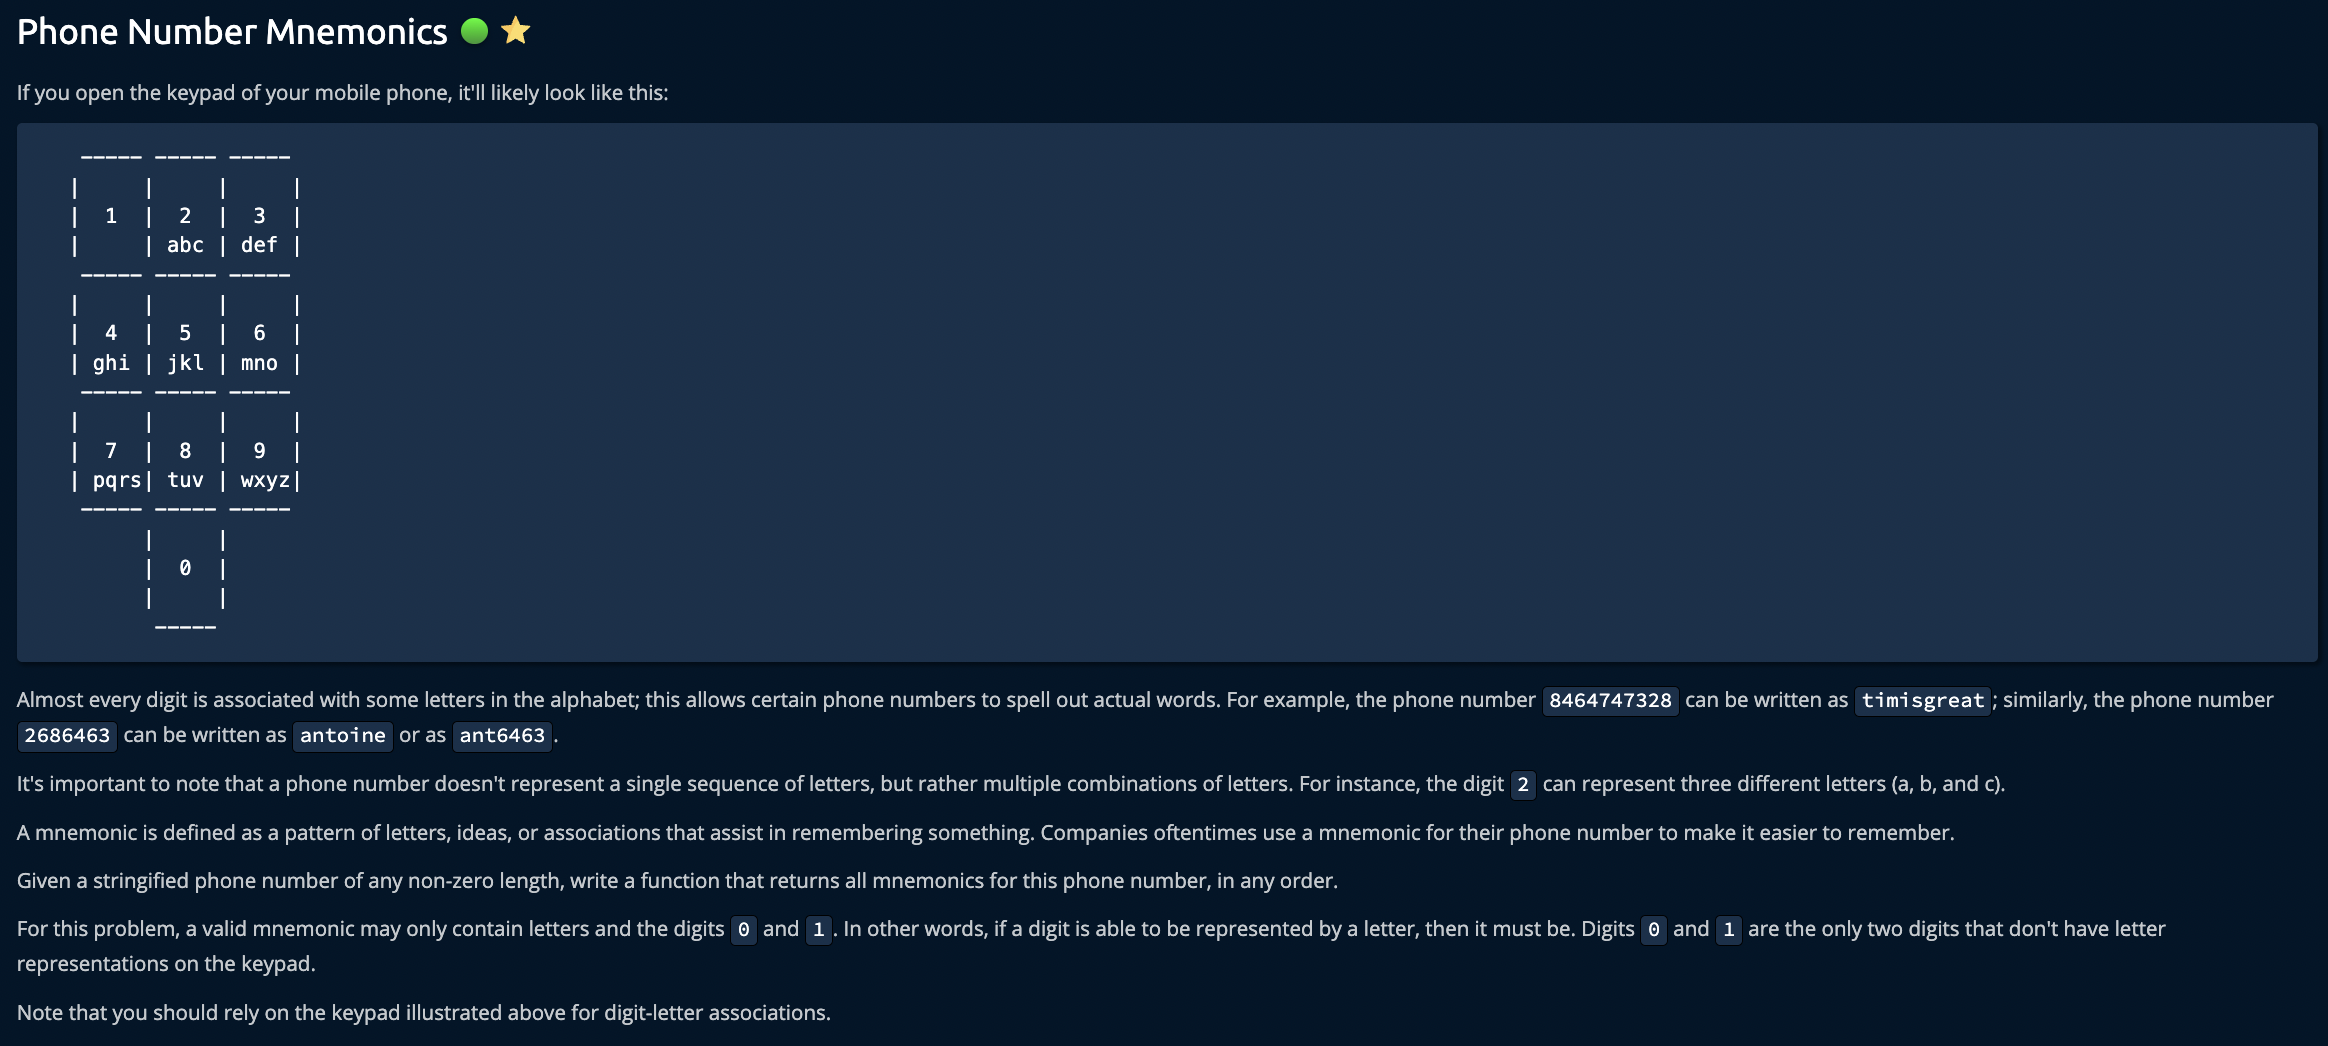 Phone Number Mnemonics
If you open the keypad of your mobile phone, it'll likely look like this:
 ----- ----- -----
|     |     |     |
|  1  |  2  |  3  |
|     | abc | def |
 ----- ----- -----
|     |     |     |
|  4  |  5  |  6  |
| ghi | jkl | mno |
 ----- ----- -----
|     |     |     |
|  7  |  8  |  9  |
| pqrs| tuv | wxyz|
 ----- ----- -----
      |     |
      |  0  |
      |     |
       -----
Almost every digit is associated with some letters in the alphabet; this allows certain phone numbers to spell out actual words. For example, the phone number 8464747328 can be written as timisgreat; similarly, the phone number
2686463 can be written as antoine or as ant6463.
It's important to note that a phone number doesn't represent a single sequence of letters, but rather multiple combinations of letters. For instance, the digit 2 can represent three different letters (a, b, and c).
A mnemonic is defined as a pattern of letters, ideas, or associations that assist in remembering something. Companies oftentimes use a mnemonic for their phone number to make it easier to remember.
Given a stringified phone number of any non-zero length, write a function that returns all mnemonics for this phone number, in any order.
For this problem, a valid mnemonic may only contain letters and the digits 0 and 1. In other words, if a digit is able to be represented by a letter, then it must be. Digits 0 and 1 are the only two digits that don't have letter
representations on the keypad.
Note that you should rely on the keypad illustrated above for digit-letter associations.